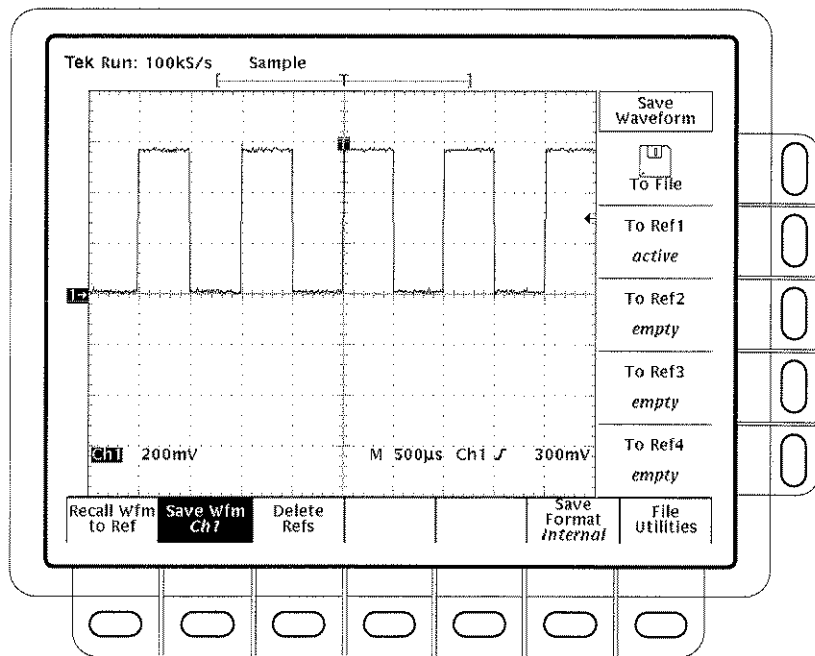 Tek Run: 100kS/s Sample
T
T
1→
Ch1 200mV M 500µs Ch1 300mV
Save
Waveform
To File
To Ref1
active
To Ref2
empty
To Ref3
empty
To Ref4
empty
Recall Wfm
to Ref
Save Wfm
Ch1
Delete
Refs
Save
Format
Internal
File
Utilities